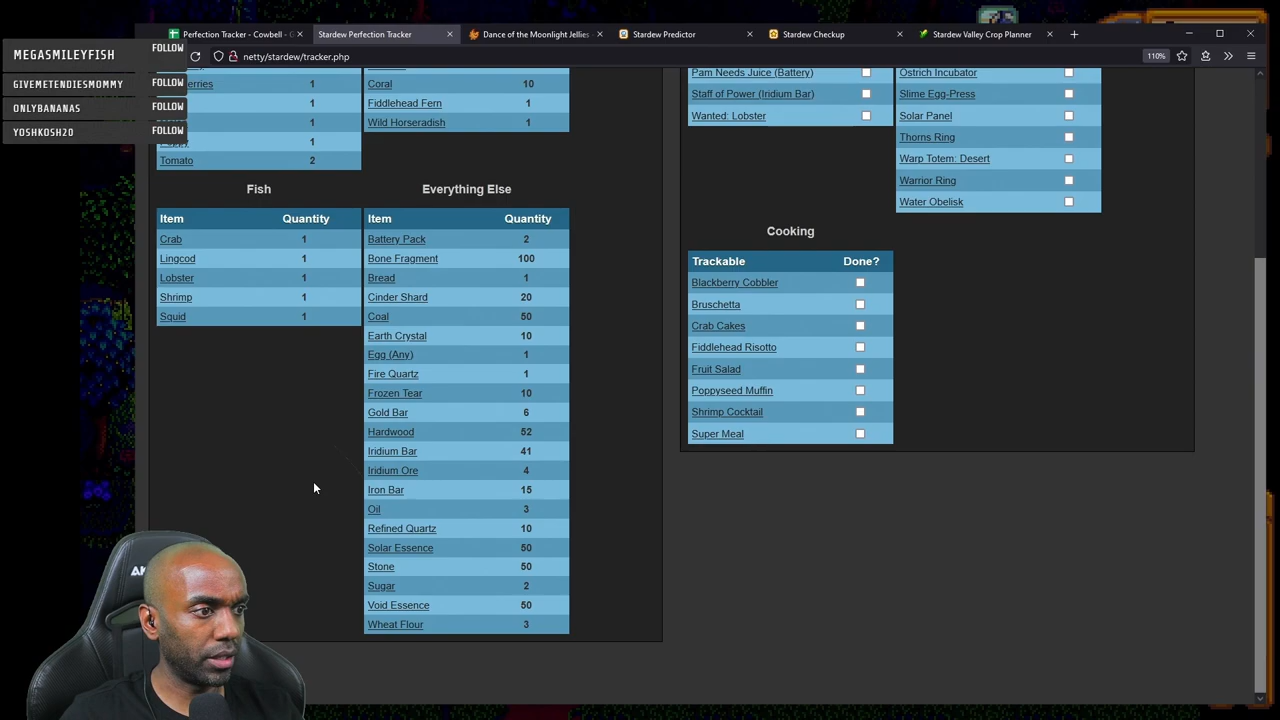 Perfection Tracker - Cowbell - G
Stardew Perfection Tracker
Dance of the Moonlight Jellies
Stardew Predictor
Stardew Checkup
Stardew Valley Crop Planner
netty/stardew/tracker.php
110%
MEGASMILEYFISH FOLLOW
GIVEMETENDIESMOMMY FOLLOW
ONLYBANANAS FOLLOW
YOSHKOSH20 FOLLOW
1
1
1
1
Tomato 2
Coral 10
Fiddlehead Fern 1
Wild Horseradish 1
Fish
Item Quantity
Crab 1
Lingcod 1
Lobster 1
Shrimp 1
Squid 1
Everything Else
Item Quantity
Battery Pack 2
Bone Fragment 100
Bread 1
Cinder Shard 20
Coal 50
Earth Crystal 10
Egg (Any) 1
Fire Quartz 1
Frozen Tear 10
Gold Bar 6
Hardwood 52
Iridium Bar 41
Iridium Ore 4
Iron Bar 15
Oil 3
Refined Quartz 10
Solar Essence 50
Stone 50
Sugar 2
Void Essence 50
Wheat Flour 3
Pam Needs Juice (Battery)
Staff of Power (Iridium Bar)
Wanted: Lobster
Ostrich Incubator
Slime Egg-Press
Solar Panel
Thorns Ring
Warp Totem: Desert
Warrior Ring
Water Obelisk
Cooking
Trackable Done?
Blackberry Cobbler
Bruschetta
Crab Cakes
Fiddlehead Risotto
Fruit Salad
Poppyseed Muffin
Shrimp Cocktail
Super Meal